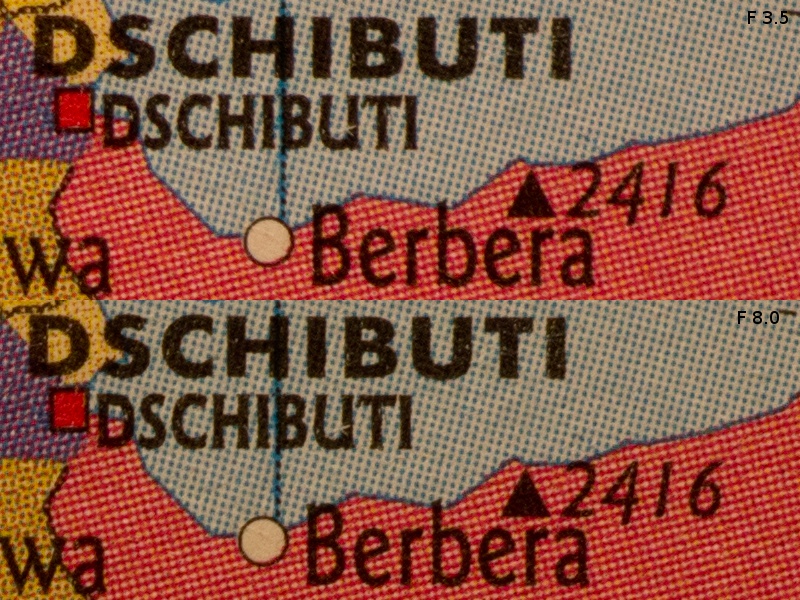 F 3.5
DSCHIBUTI
DSCHIBUTI
2416
wa Berbera
F 8.0
DSCHIBUTI
DSCHIBUTI
2416
wa Berbera